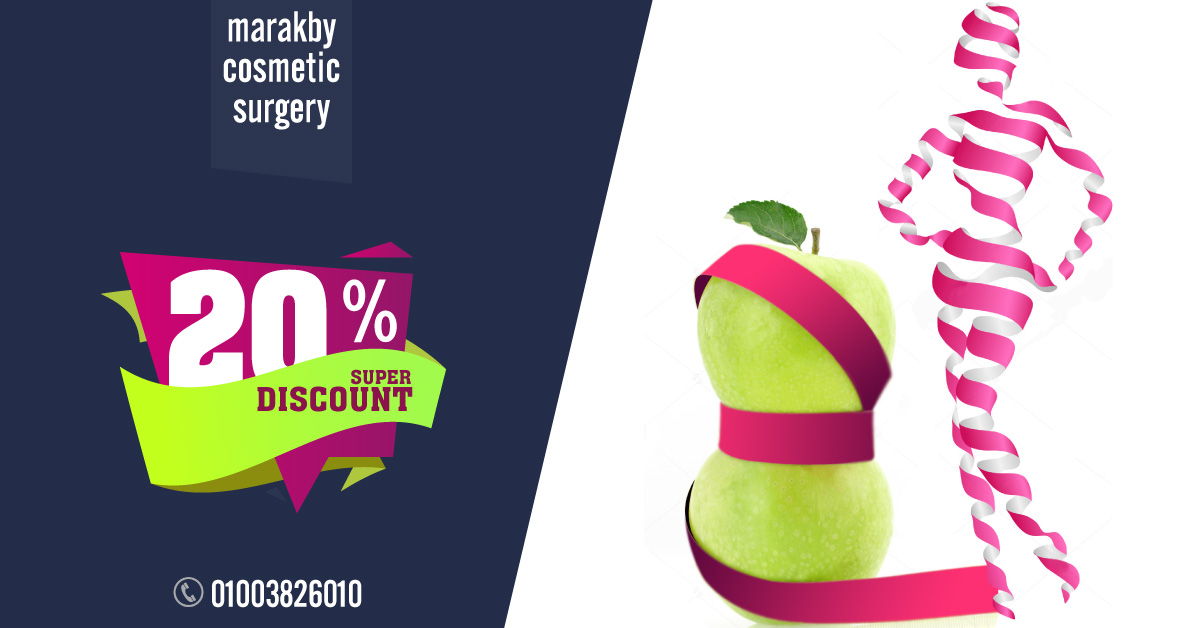 marakby
cosmetic
surgery
20%
SUPER
DISCOUNT
01003826010